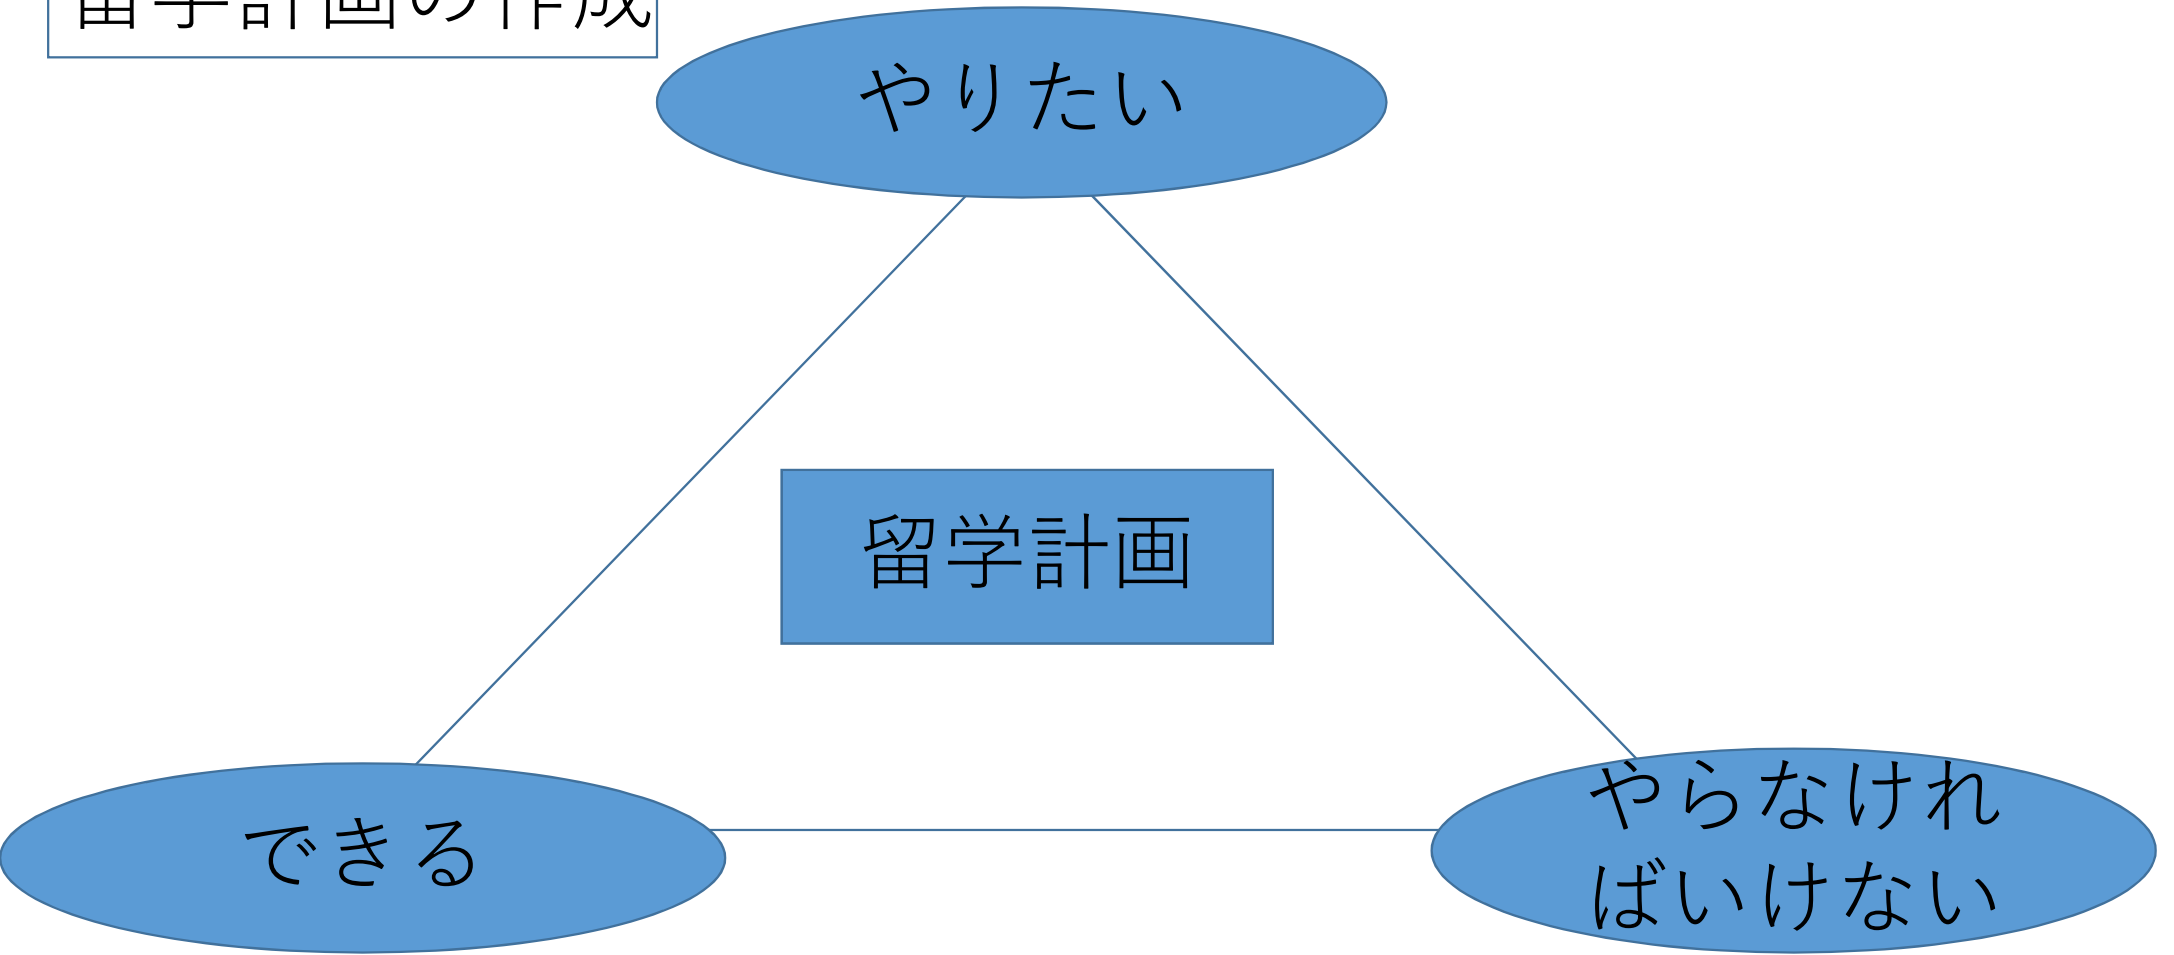 留学計画の作成
やりたい
留学計画
できる
やらなけれ
ばいけない